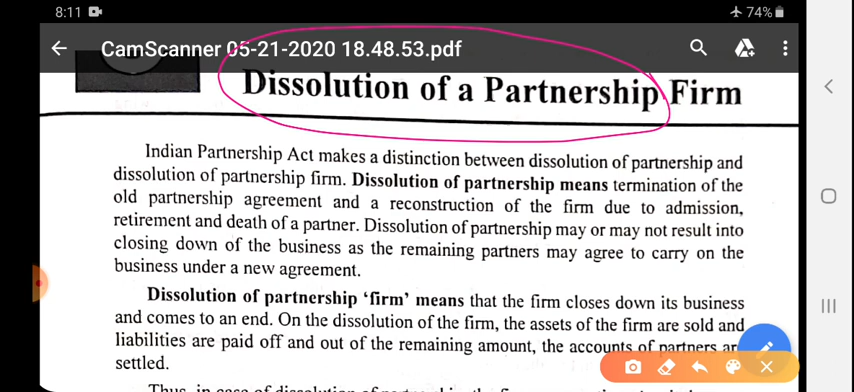 8:11 74%
CamScanner 05-21-2020 18.48.53.pdf
Dissolution of a Partnership Firm
Indian Partnership Act makes a distinction between dissolution of partnership and
dissolution of partnership firm. Dissolution of partnership means termination of the
old partnership agreement and a reconstruction of the firm due to admission,
retirement and death of a partner. Dissolution of partnership may or may not result into
closing down of the business as the remaining partners may agree to carry on the
business under a new agreement.
Dissolution of partnership ‘firm’ means that the firm closes down its business
and comes to an end. On the dissolution of the firm, the assets of the firm are sold and
liabilities are paid off and out of the remaining amount, the accounts of partners
settled.
Thus, in case of dissolution of